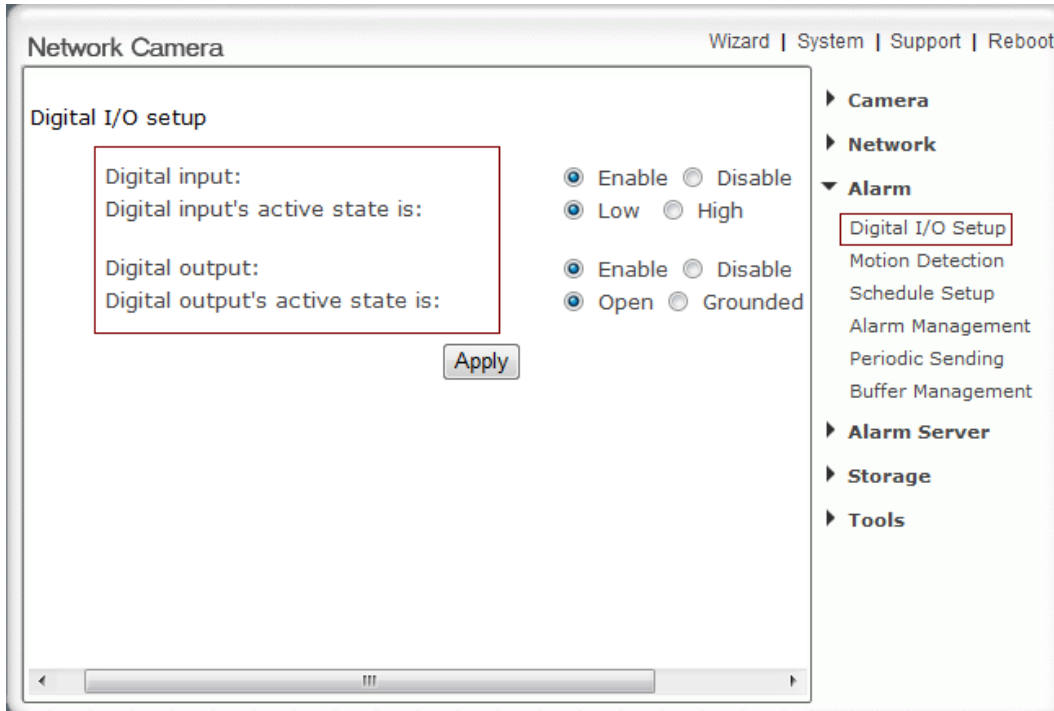 Network Camera
Wizard | System | Support | Reboot
Digital I/O setup
Digital input: Enable Disable
Digital input's active state is: Low High
Digital output: Enable Disable
Digital output's active state is: Open Grounded
Apply
Camera
Network
Alarm
Digital I/O Setup
Motion Detection
Schedule Setup
Alarm Management
Periodic Sending
Buffer Management
Alarm Server
Storage
Tools